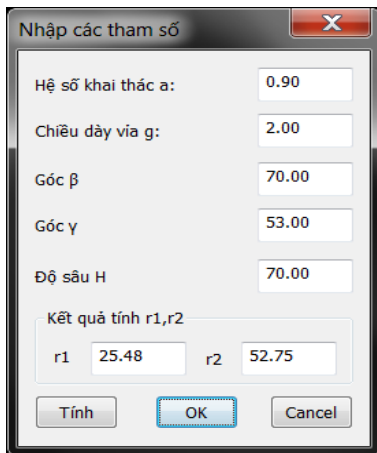 Nhập các tham số
Hệ số khai thác a: 0.90
Chiều dày vỉa g: 2.00
Góc β 70.00
Góc γ 53.00
Độ sâu H 70.00
Kết quả tính r1,r2
r1 25.48 r2 52.75
Tính OK Cancel